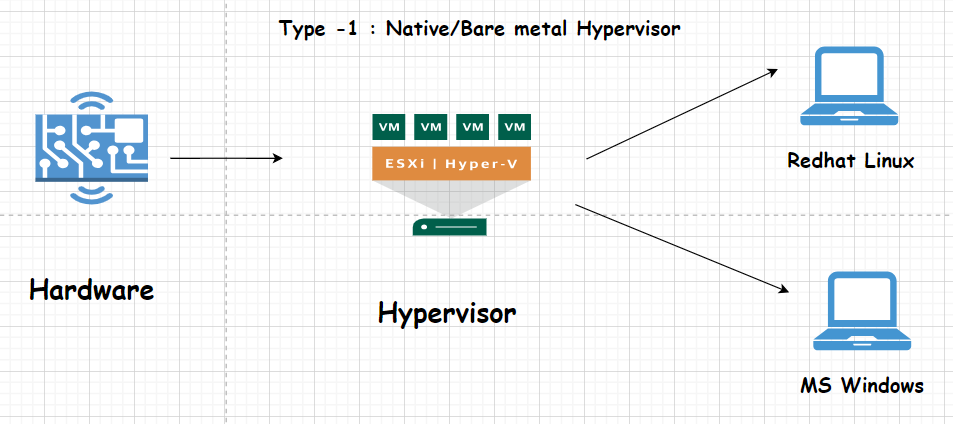 Type -1 : Native/Bare metal Hypervisor
VM VM VM VM
ESXi | Hyper-V
Redhat Linux
Hardware
Hypervisor
MS Windows